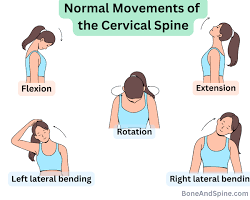 Normal Movements of
the Cervical Spine
Flexion
Extension
Rotation
Left lateral bending
Right lateral bendin
BoneAndSpine.com